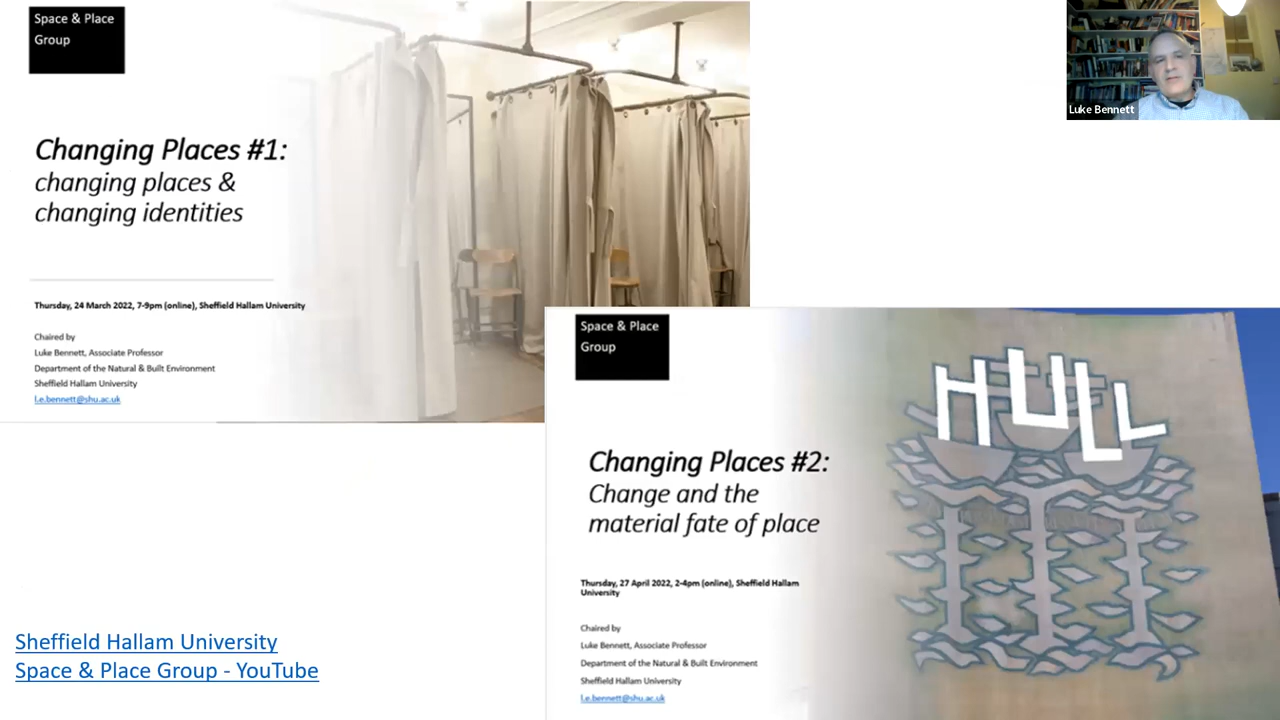 Space & Place
Group
Changing Places #1:
changing places &
changing identities
Thursday, 24 March 2022, 7-9pm (online), Sheffield Hallam University
Chaired by
Luke Bennett, Associate Professor
Department of the Natural & Built Environment
Sheffield Hallam University
l.e.bennett@shu.ac.uk
Luke Bennett
Space & Place
Group
HULL
Changing Places #2:
Change and the
material fate of place
Thursday, 27 April 2022, 2-4pm (online), Sheffield Hallam
University
Chaired by
Luke Bennett, Associate Professor
Department of the Natural & Built Environment
Sheffield Hallam University
l.e.bennett@shu.ac.uk
Sheffield Hallam University
Space & Place Group - YouTube